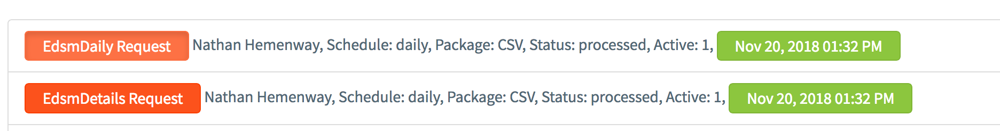 EdsmDaily Request Nathan Hemenway, Schedule: daily, Package: CSV, Status: processed, Active: 1, Nov 20, 2018 01:32 PM
EdsmDetails Request Nathan Hemenway, Schedule: daily, Package: CSV, Status: processed, Active: 1, Nov 20, 2018 01:32 PM